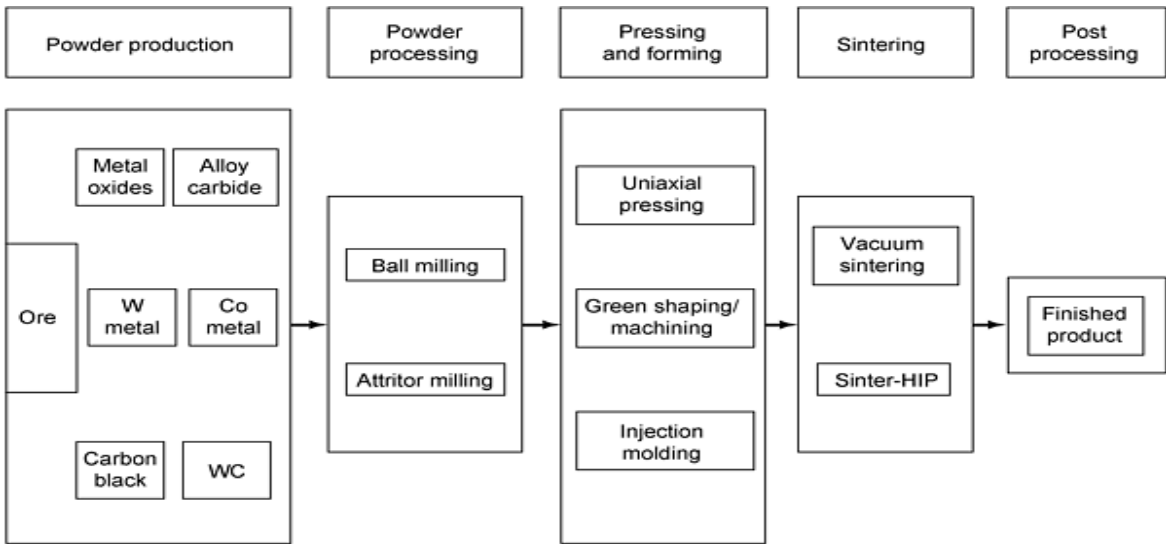 Powder production
Powder
processing
Pressing
and forming
Sintering
Post
processing
Metal
oxides
Alloy
carbide
Ore
W
metal
Co
metal
Carbon
black
WC
Ball milling
Attritor milling
Uniaxial
pressing
Green shaping/
machining
Injection
molding
Vacuum
sintering
Sinter-HIP
Finished
product